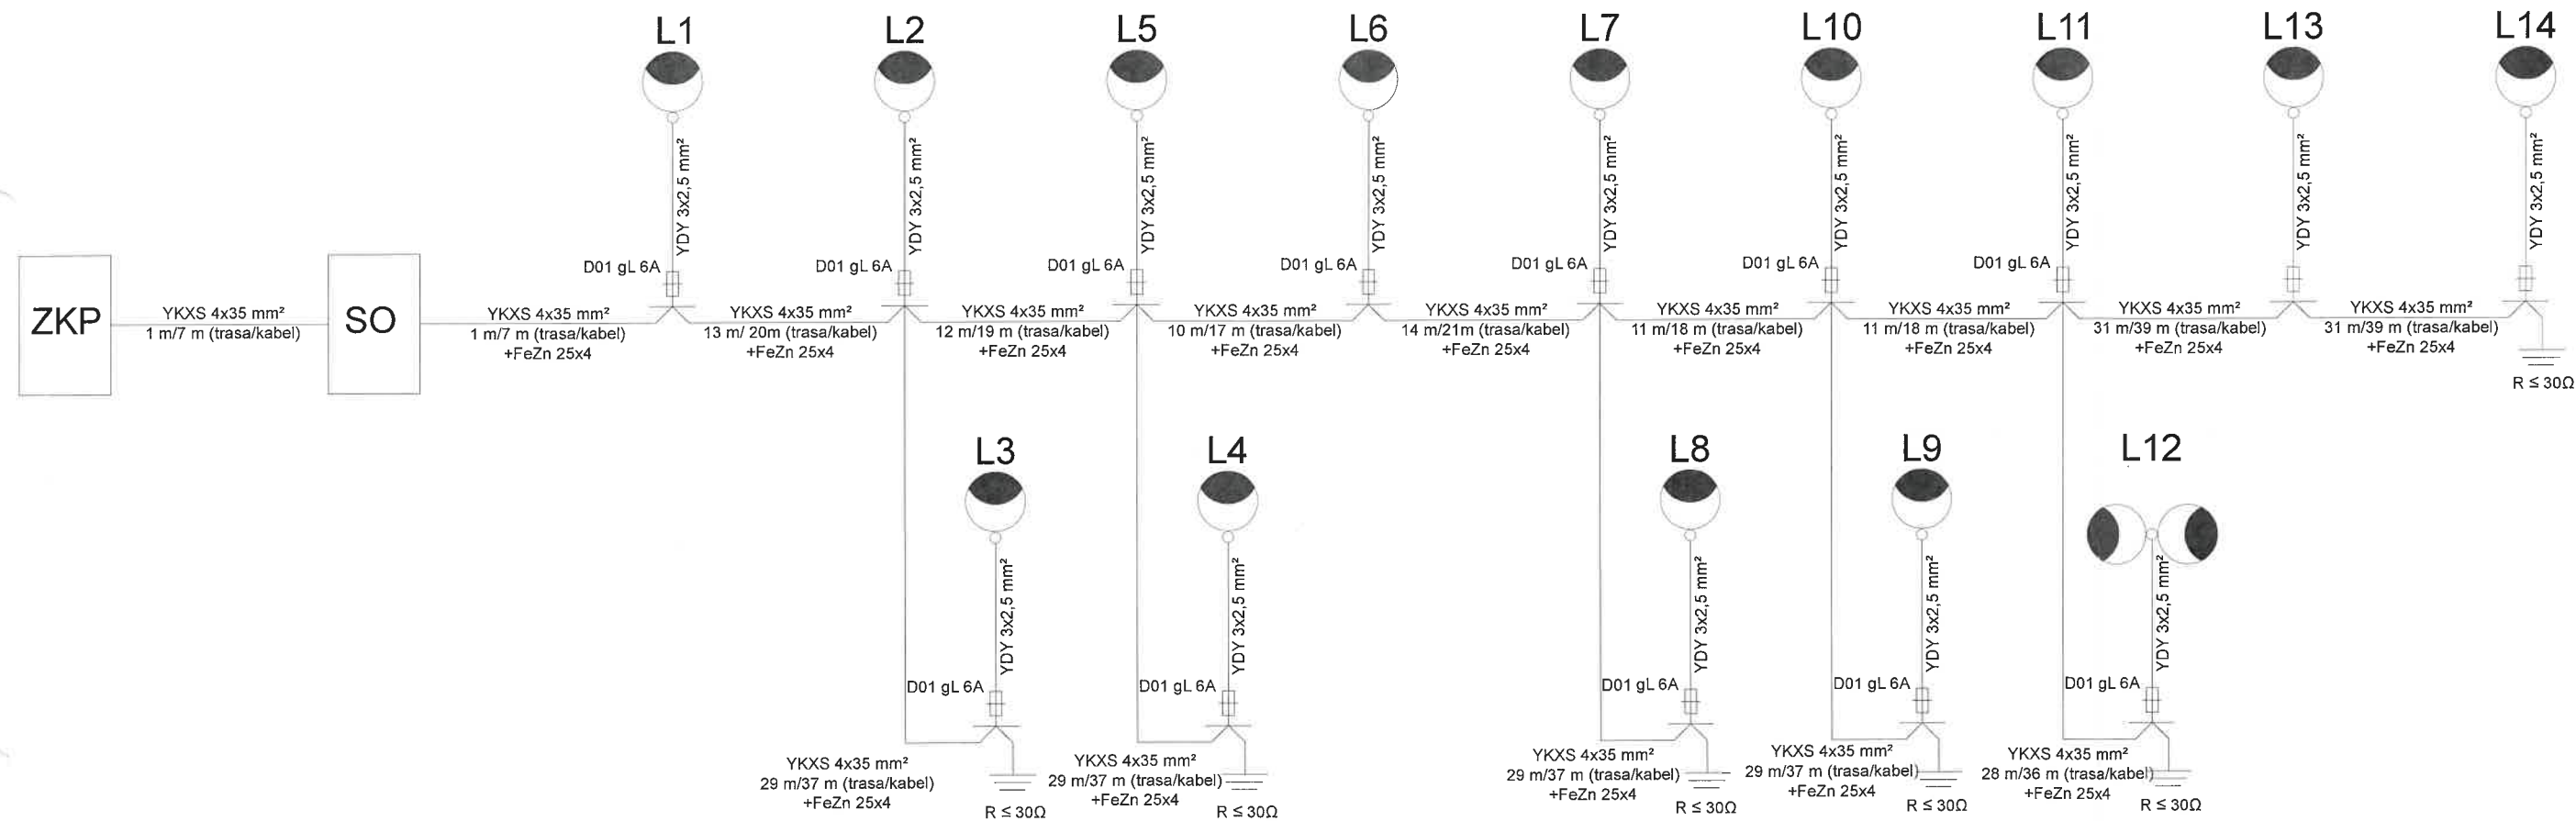 L1
L2
L5
L6
L7
L10
L11
L13
L14
YDY 3x2,5 mm²
YDY 3x2,5 mm²
YDY 3x2,5 mm²
YDY 3x2,5 mm²
YDY 3x2,5 mm²
YDY 3x2,5 mm²
YDY 3x2,5 mm²
YDY 3x2,5 mm²
YDY 3x2,5 mm²
D01 gL 6A
D01 gL 6A
D01 gL 6A
D01 gL 6A
D01 gL 6A
D01 gL 6A
D01 gL 6A
ZKP
YKXS 4x35 mm²
1 m/7 m (trasa/kabel)
SO
YKXS 4x35 mm²
1 m/7 m (trasa/kabel)
+FeZn 25x4
YKXS 4x35 mm²
13 m/ 20m (trasa/kabel)
+FeZn 25x4
YKXS 4x35 mm²
12 m/19 m (trasa/kabel)
+FeZn 25x4
YKXS 4x35 mm²
10 m/17 m (trasa/kabel)
+FeZn 25x4
YKXS 4x35 mm²
14 m/21m (trasa/kabel)
+FeZn 25x4
YKXS 4x35 mm²
11 m/18 m (trasa/kabel)
+FeZn 25x4
YKXS 4x35 mm²
11 m/18 m (trasa/kabel)
+FeZn 25x4
YKXS 4x35 mm²
31 m/39 m (trasa/kabel)
+FeZn 25x4
YKXS 4x35 mm²
31 m/39 m (trasa/kabel)
+FeZn 25x4
R ≤ 30Ω
L3
L4
L8
L9
L12
YDY 3x2,5 mm²
YDY 3x2,5 mm²
YDY 3x2,5 mm²
YDY 3x2,5 mm²
YDY 3x2,5 mm²
D01 gL 6A
D01 gL 6A
D01 gL 6A
D01 gL 6A
D01 gL 6A
YKXS 4x35 mm²
29 m/37 m (trasa/kabel)
+FeZn 25x4
R ≤ 30Ω
YKXS 4x35 mm²
29 m/37 m (trasa/kabel)
+FeZn 25x4
R ≤ 30Ω
YKXS 4x35 mm²
29 m/37 m (trasa/kabel)
+FeZn 25x4
R ≤ 30Ω
YKXS 4x35 mm²
29 m/37 m (trasa/kabel)
+FeZn 25x4
R ≤ 30Ω
YKXS 4x35 mm²
28 m/36 m (trasa/kabel)
+FeZn 25x4
R ≤ 30Ω